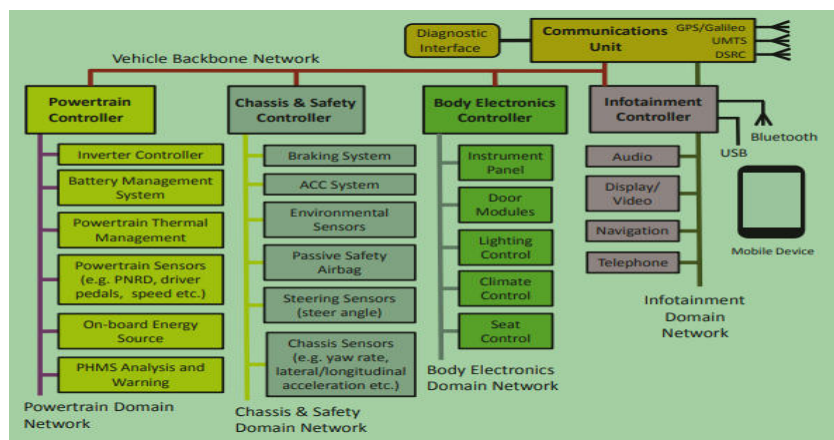 Diagnostic
Interface
Communications
Unit
GPS/Galileo
UMTS
DSRC
Vehicle Backbone Network
Powertrain
Controller
Inverter Controller
Battery Management
System
Powertrain Thermal
Management
Powertrain Sensors
(e.g. PNRD, driver
pedals, speed etc.)
On-board Energy
Source
PHMS Analysis and
Warning
Powertrain Domain
Network
Chassis & Safety
Controller
Braking System
ACC System
Environmental
Sensors
Passive Safety
Airbag
Steering Sensors
(steer angle)
Chassis Sensors
(e.g. yaw rate,
lateral/longitudinal
acceleration etc.)
Chassis & Safety
Domain Network
Body Electronics
Controller
Instrument
Panel
Door
Modules
Lighting
Control
Climate
Control
Seat
Control
Body Electronics
Domain Network
Infotainment
Controller
Bluetooth
USB
Audio
Display/
Video
Navigation
Telephone
Mobile Device
Infotainment
Domain
Network